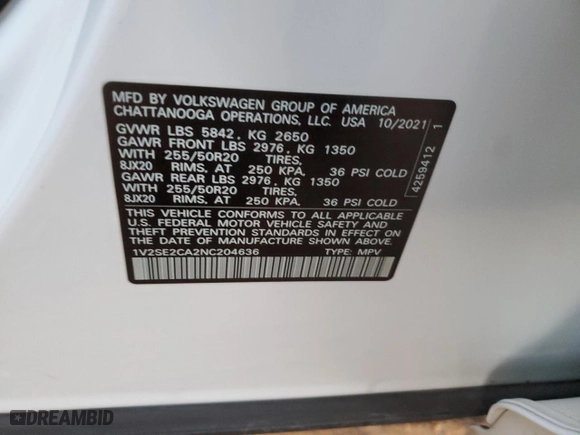 MFD BY VOLKSWAGEN GROUP OF AMERICA
CHATTANOOGA OPERATIONS, LLC. USA 10/2021
GVWR LBS 5842 , KG 2650
GAWR FRONT LBS 2976 , KG 1350
WITH 255/50R20 TIRES.
8JX20 RIMS, AT 250 KPA. 36 PSI COLD
GAWR REAR LBS 2976 , KG 1350
WITH 255/50R20 TIRES.
8JX20 RIMS, AT 250 KPA, 36 PSI COLD
THIS VEHICLE CONFORMS TO ALL APPLICABLE
U.S. FEDERAL MOTOR VEHICLE SAFETY AND
THEFT PREVENTION STANDARDS IN EFFECT ON
THE DATE OF MANUFACTURE SHOWN ABOVE.
1V2SE2CA2NC204636 TYPE: MPV
4259412 1
DREAMBID